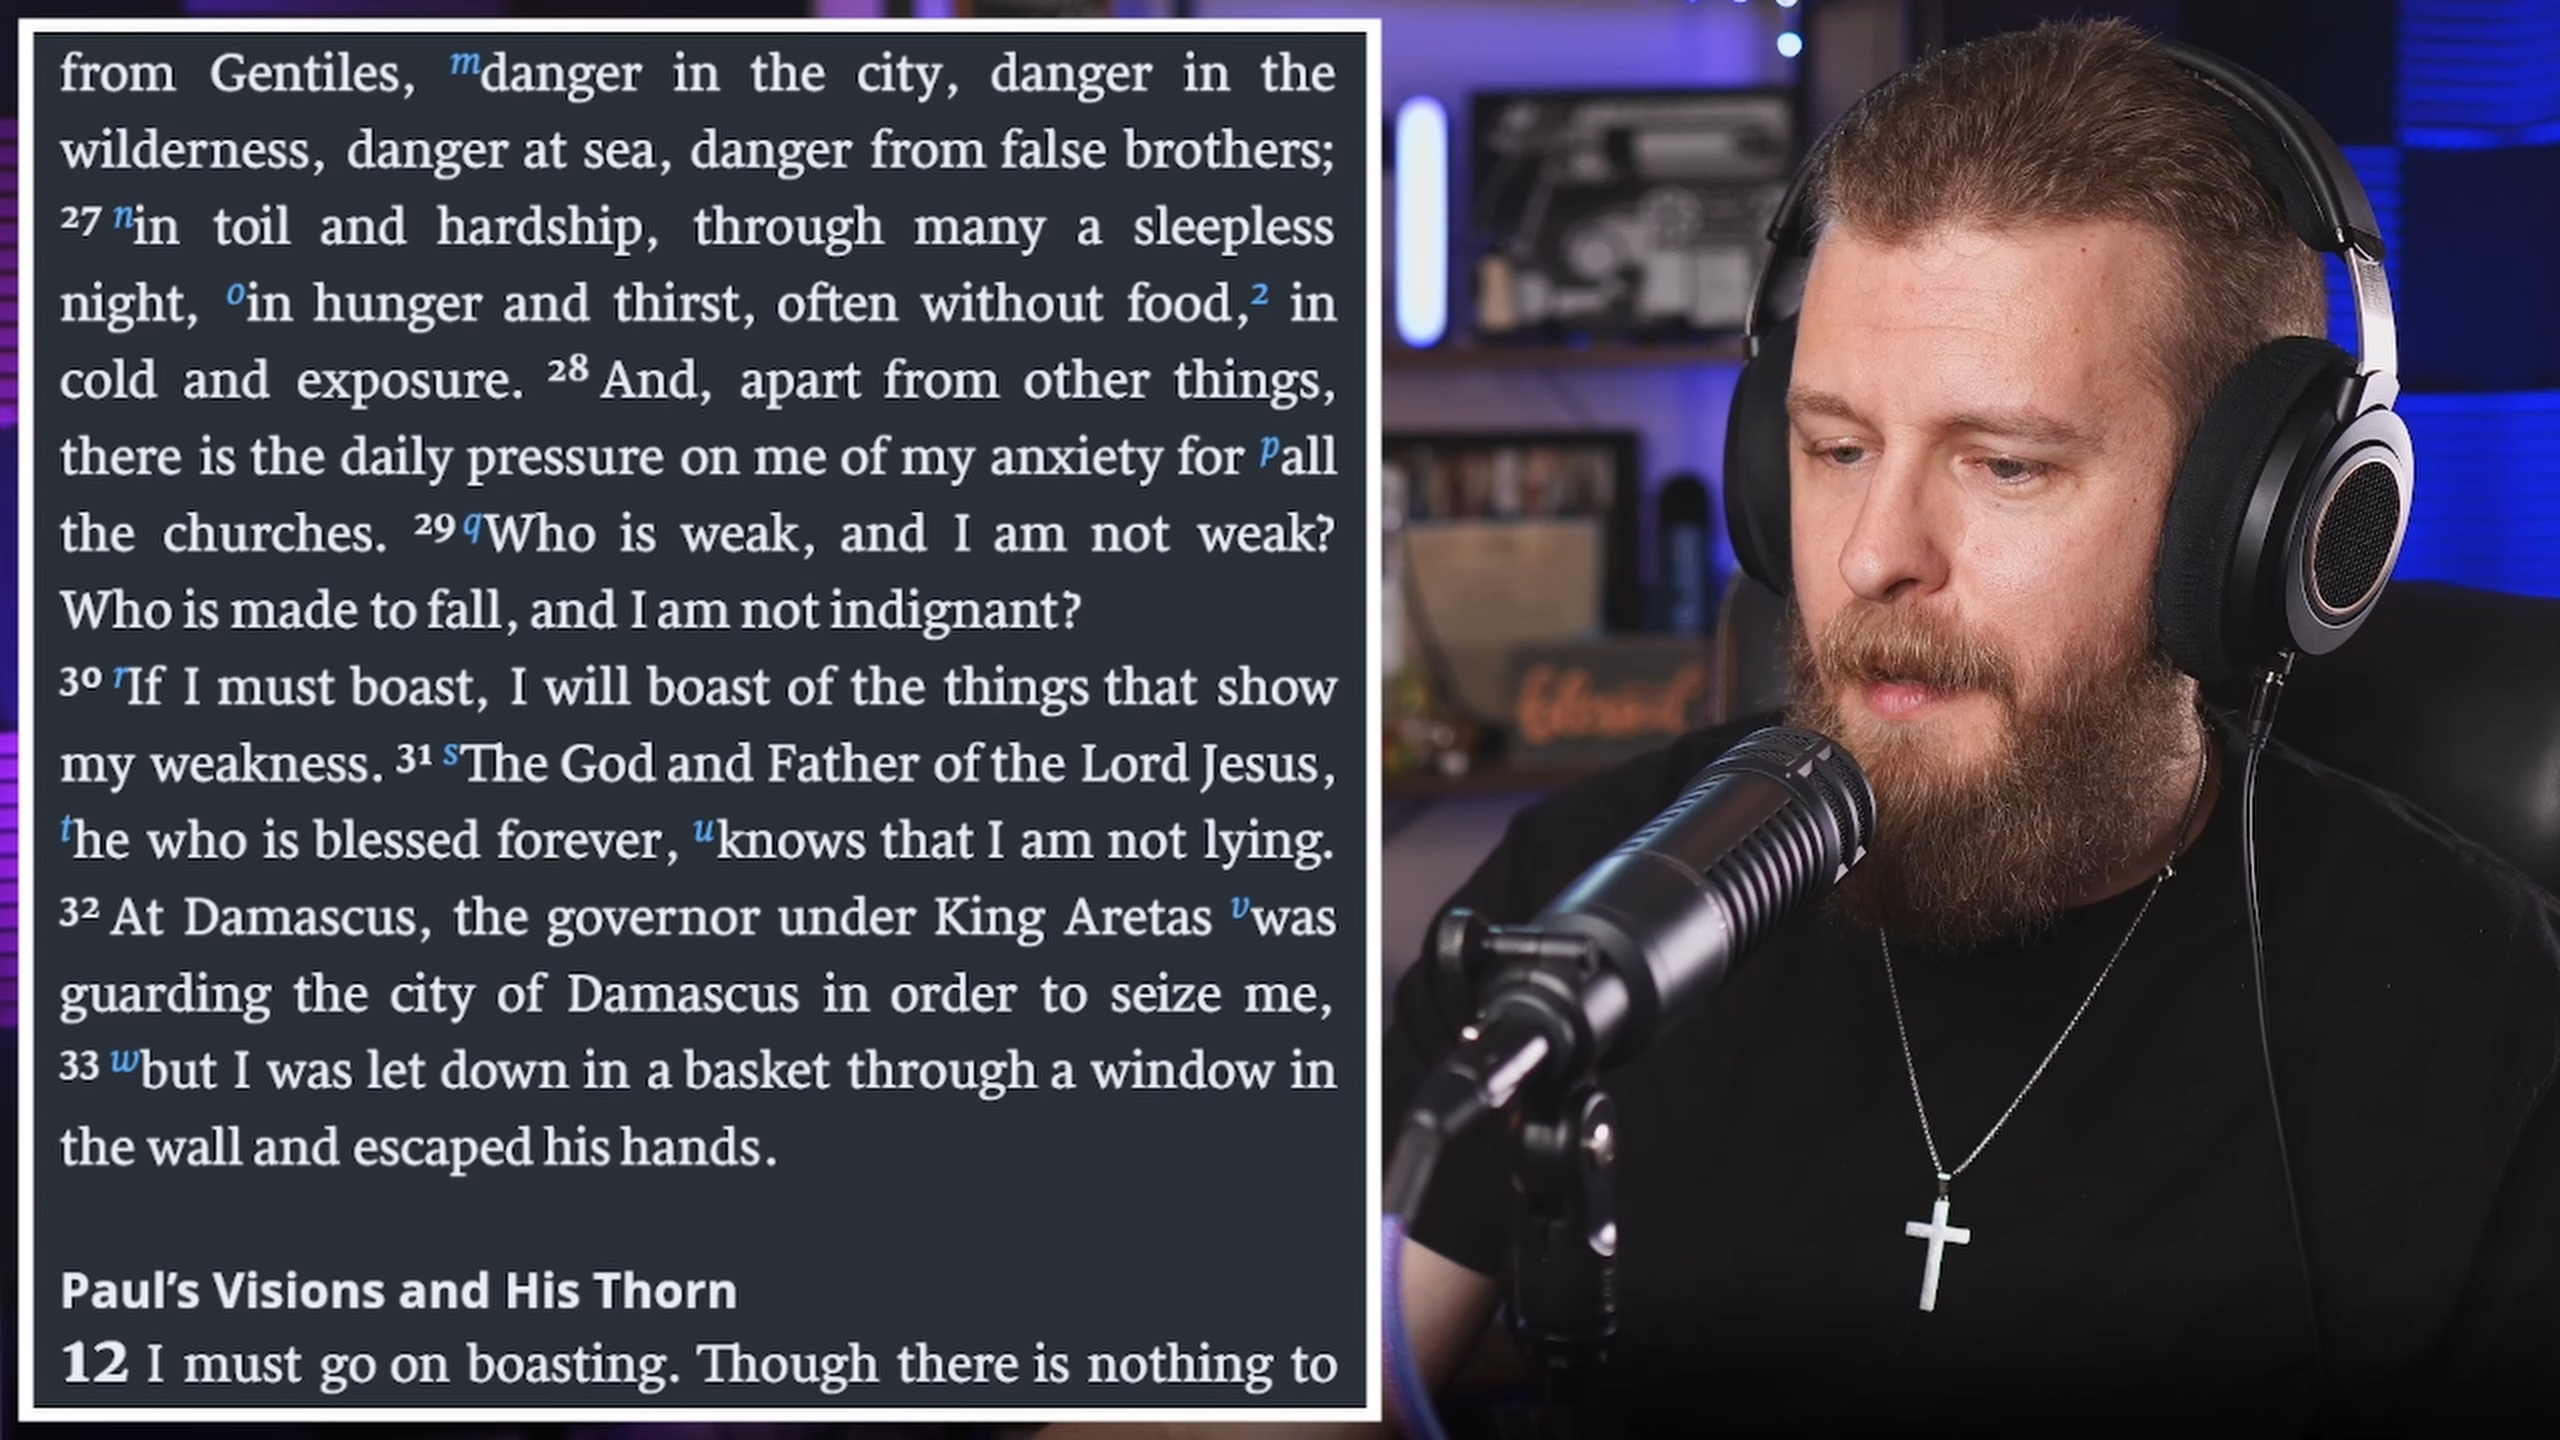 from Gentiles, mdanger in the city, danger in the
wilderness, danger at sea, danger from false brothers;
27 nin toil and hardship, through many a sleepless
night, oin hunger and thirst, often without food,2 in
cold and exposure. 28 And, apart from other things,
there is the daily pressure on me of my anxiety for pall
the churches. 29 qWho is weak, and I am not weak?
Who is made to fall, and I am not indignant?
30 rIf I must boast, I will boast of the things that show
my weakness. 31 sThe God and Father of the Lord Jesus,
the who is blessed forever, uknows that I am not lying.
32 At Damascus, the governor under King Aretas vwas
guarding the city of Damascus in order to seize me,
33 wbut I was let down in a basket through a window in
the wall and escaped his hands.
Paul’s Visions and His Thorn
12 I must go on boasting. Though there is nothing to